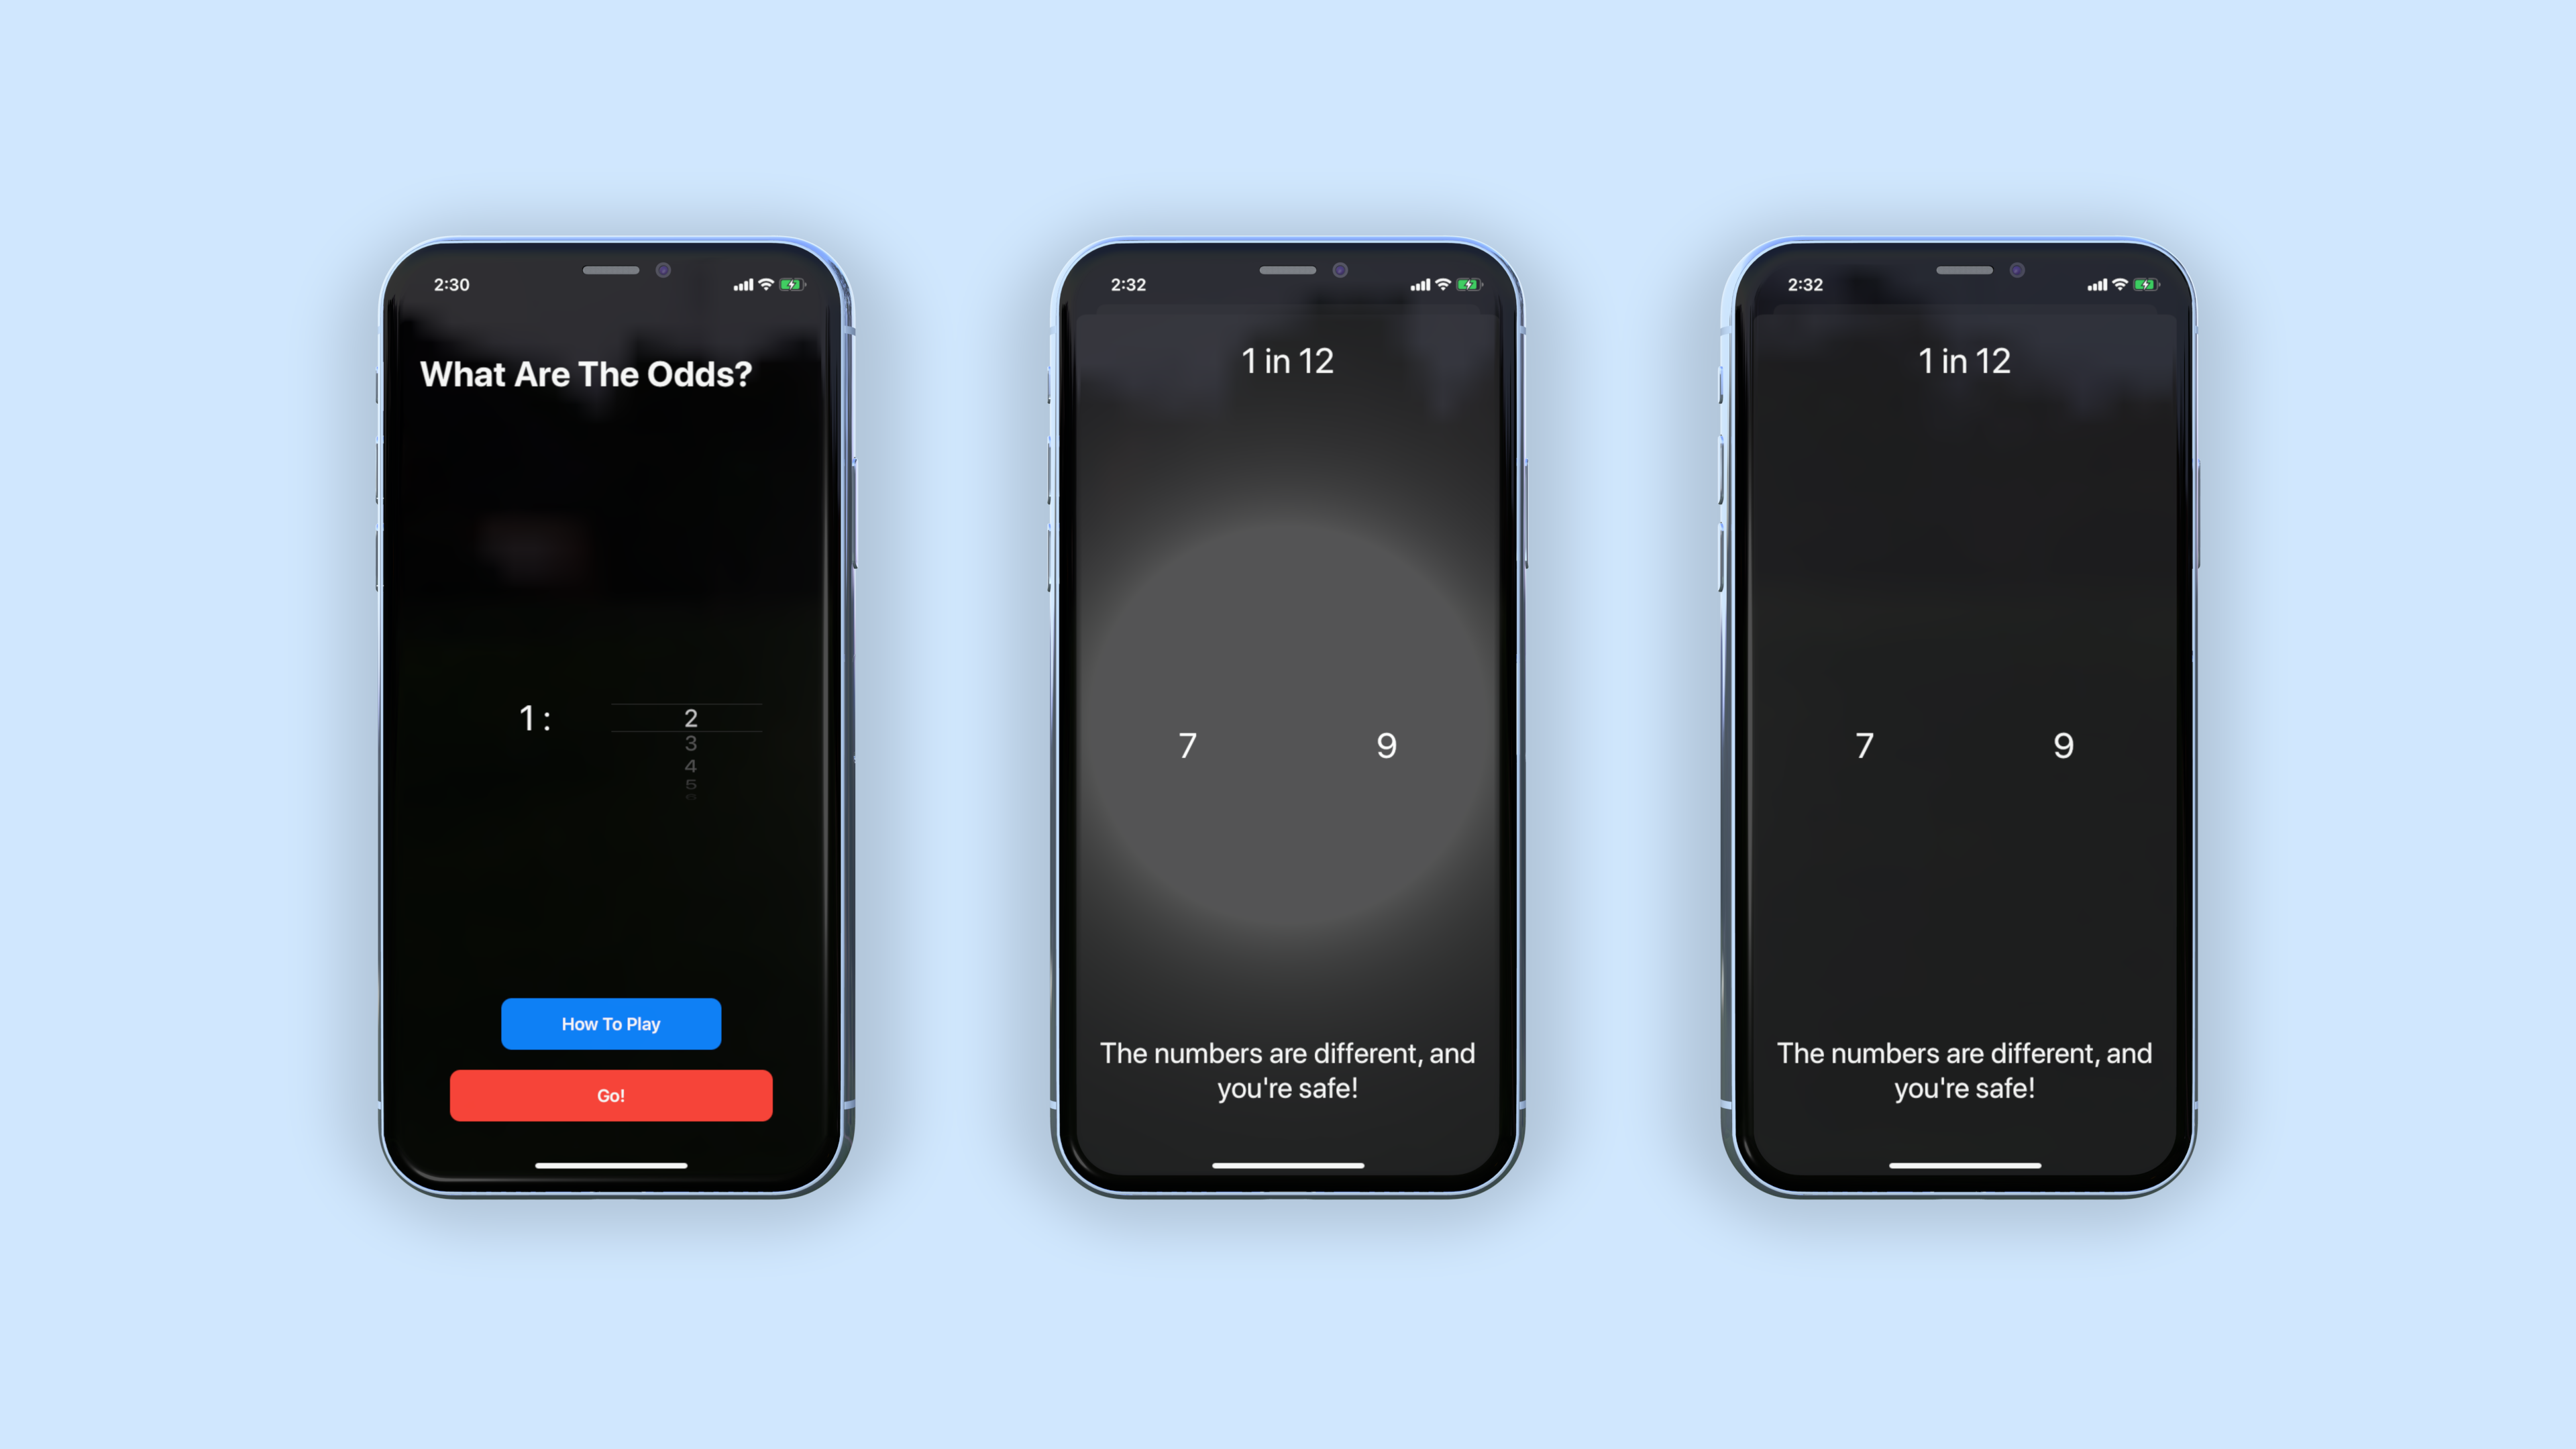 2:30
What Are The Odds?
1 :
2
3
4
5
How To Play
Go!
2:32
1 in 12
7 9
The numbers are different, and
you're safe!
2:32
1 in 12
7 9
The numbers are different, and
you're safe!